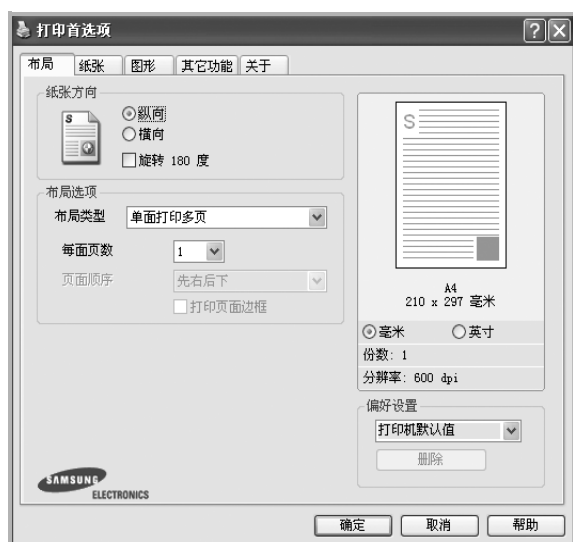 打印首选项
布局 纸张 图形 其它功能 关于
纸张方向
S
纵向
横向
旋转 180 度
布局选项
布局类型 单面打印多页
每面页数 1
页面顺序 先右后下
打印页面边框
S
A4
210 x 297 毫米
毫米 英寸
份数: 1
分辨率: 600 dpi
偏好设置
打印机默认值
删除
SAMSUNG
ELECTRONICS
确定 取消 帮助